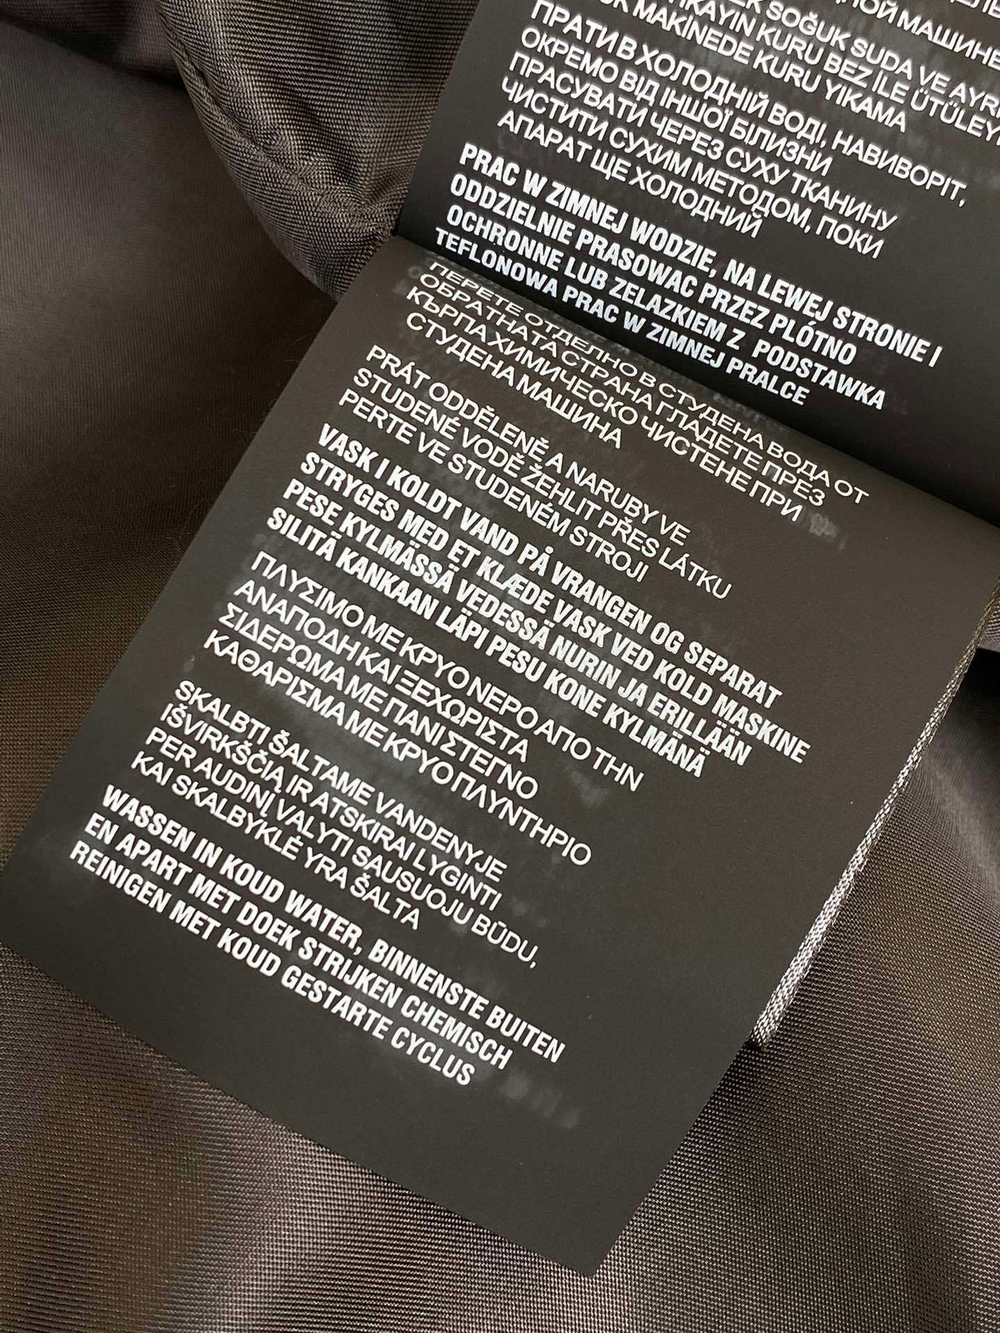 SOĞUK SUDA VE AYR
YIKAYIN KURU BEZ İLE ÜTÜLEY
MAKİNEDE KURU YIKAMA
ПРАТИ В ХОЛОДНІЙ ВОДІ, НАВИВОРІТ,
ОКРЕМО ВІД ІНШОЇ БІЛИЗНИ
ПРАСУВАТИ ЧЕРЕЗ СУХУ ТКАНИНУ
ЧИСТИТИ СУХИМ МЕТОДОМ, ПОКИ
АПАРАТ ЩЕ ХОЛОДНИЙ
PRAC W ZIMNEJ WODZIE, NA LEWEJ STRONIE I
ODDZIELNIE PRASOWAC PRZEZ PLÓTNO
OCHRONNE LUB ZELAZKIEM Z PODSTAWKA
TEFLONOWA PRAC W ZIMNEJ PRALCE
ПЕРЕТЕ ОТДЕЛНО В СТУДЕНА ВОДА ОТ
ОБРАТНАТА СТРАНА ГЛАДЕТЕ ПРЕЗ
КЪРПА ХИМИЧЕСКО ЧИСТЕНЕ ПРИ
СТУДЕНА МАШИНА
PRÁT ODDĚLENĚ A NARUBY VE
STUDENÉ VODĚ ŽEHLIT PŘES LÁTKU
PERTE VE STUDENÉM STROJI
VASK I KOLDT VAND PÅ VRANGEN OG SEPARAT
STRYGES MED ET KLÆDE VASK VED KOLD MASKINE
PESE KYLMÄSSÄ VEDESSÄ NURIN JA ERILLÄÄN
SILITÄ KANKAAN LÄPI PESU KONE KYLMÄNÄ
ΠΛΥΣΙΜΟ ΜΕ ΚΡΥΟ ΝΕΡΟ ΑΠΟ ΤΗΝ
ΑΝΑΠΟΔΗ ΚΑΙ ΞΕΧΩΡΙΣΤΑ
ΣΙΔΕΡΩΜΑ ΜΕ ΠΑΝΙ ΣΤΕΓΝΟ
ΚΑΘΑΡΙΣΜΑ ΜΕ ΚΡΥΟ ΠΛΥΝΤΗΡΙΟ
SKALBTI ŠALTAME VANDENYJE
IŠVIRKŠČIĄ IR ATSKIRAI LYGINTI
PER AUDINĮ VALYTI SAUSUOJU BŪDU,
KAI SKALBYKLĖ YRA ŠALTA
WASSEN IN KOUD WATER, BINNENSTE BUITEN
EN APART MET DOEK STRIJKEN CHEMISCH
REINIGEN MET KOUD GESTARTE CYCLUS